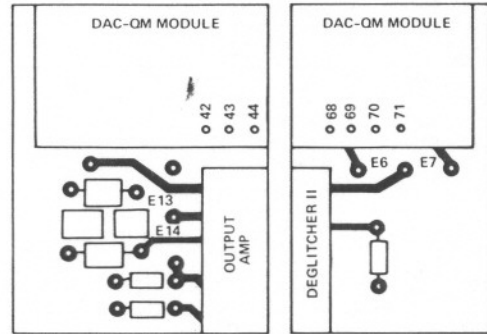 DAC-QM MODULE
42
43
44
E13
E14
OUTPUT
AMP
DAC-QM MODULE
68
69
70
71
E6
E7
DEGLITCHER II